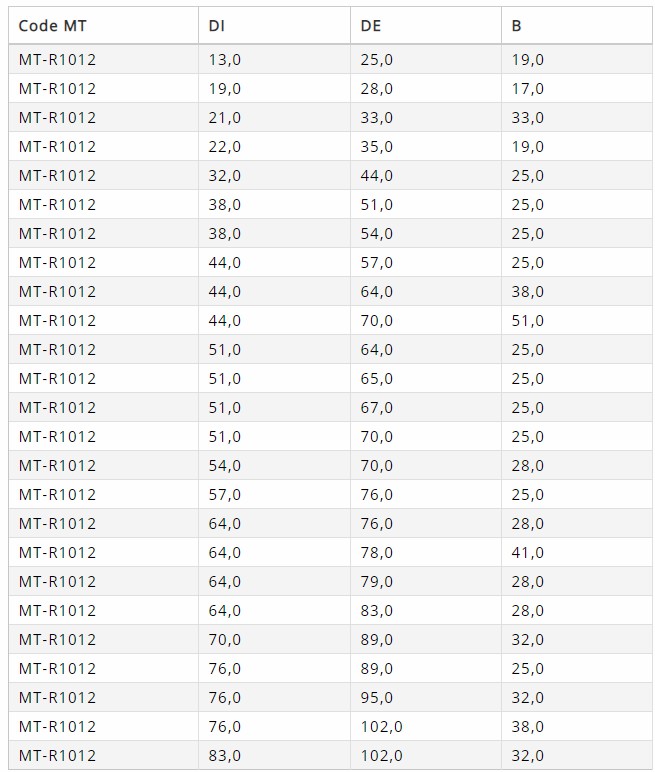 Code MT DI DE B
MT-R1012 13,0 25,0 19,0
MT-R1012 19,0 28,0 17,0
MT-R1012 21,0 33,0 33,0
MT-R1012 22,0 35,0 19,0
MT-R1012 32,0 44,0 25,0
MT-R1012 38,0 51,0 25,0
MT-R1012 38,0 54,0 25,0
MT-R1012 44,0 57,0 25,0
MT-R1012 44,0 64,0 38,0
MT-R1012 44,0 70,0 51,0
MT-R1012 51,0 64,0 25,0
MT-R1012 51,0 65,0 25,0
MT-R1012 51,0 67,0 25,0
MT-R1012 51,0 70,0 25,0
MT-R1012 54,0 70,0 28,0
MT-R1012 57,0 76,0 25,0
MT-R1012 64,0 76,0 28,0
MT-R1012 64,0 78,0 41,0
MT-R1012 64,0 79,0 28,0
MT-R1012 64,0 83,0 28,0
MT-R1012 70,0 89,0 32,0
MT-R1012 76,0 89,0 25,0
MT-R1012 76,0 95,0 32,0
MT-R1012 76,0 102,0 38,0
MT-R1012 83,0 102,0 32,0